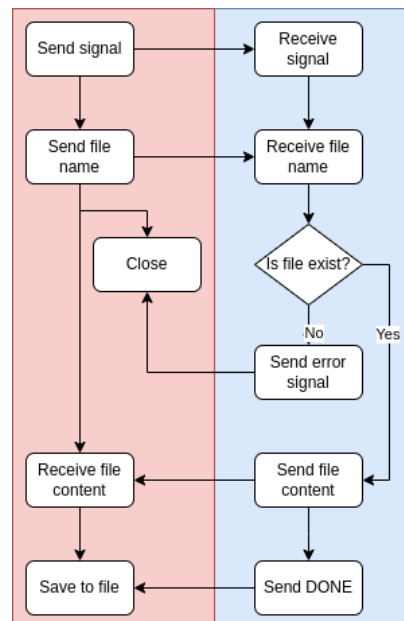 Send signal
Receive
signal
Send file
name
Receive file
name
Close
Is file exist?
No
Yes
Send error
signal
Receive file
content
Send file
content
Save to file
Send DONE